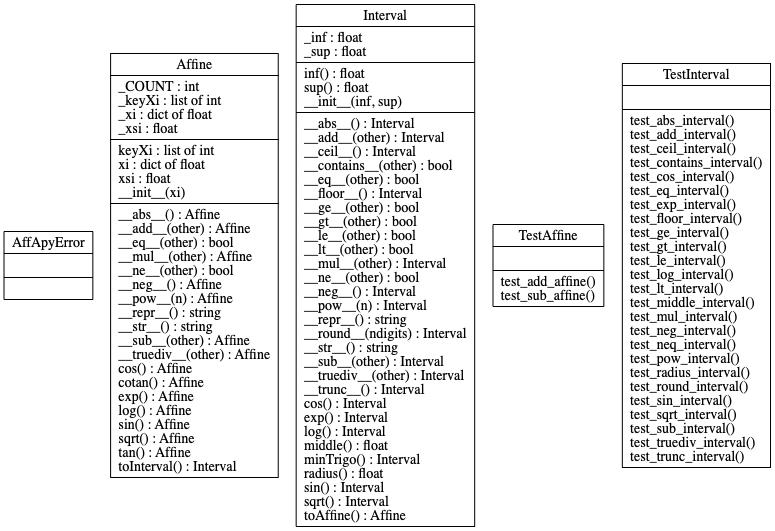 AffApyError
Affine
_COUNT : int
_keyXi : list of int
_xi : dict of float
_xsi : float
keyXi : list of int
xi : dict of float
xsi : float
__init__(xi)
__abs__() : Affine
__add__(other) : Affine
__eq__(other) : bool
__mul__(other) : Affine
__ne__(other) : bool
__neg__() : Affine
__pow__(n) : Affine
__repr__() : string
__str__() : string
__sub__(other) : Affine
__truediv__(other) : Affine
cos() : Affine
cotan() : Affine
exp() : Affine
log() : Affine
sin() : Affine
sqrt() : Affine
tan() : Affine
toInterval() : Interval
Interval
_inf : float
_sup : float
inf() : float
sup() : float
__init__(inf, sup)
__abs__() : Interval
__add__(other) : Interval
__ceil__() : Interval
__contains__(other) : bool
__eq__(other) : bool
__floor__() : Interval
__ge__(other) : bool
__gt__(other) : bool
__le__(other) : bool
__lt__(other) : bool
__mul__(other) : Interval
__ne__(other) : bool
__neg__() : Interval
__pow__(n) : Interval
__repr__() : string
__round__(ndigits) : Interval
__str__() : string
__sub__(other) : Interval
__truediv__(other) : Interval
__trunc__() : Interval
cos() : Interval
exp() : Interval
log() : Interval
middle() : float
minTrigo() : Interval
radius() : float
sin() : Interval
sqrt() : Interval
toAffine() : Affine
TestAffine
test_add_affine()
test_sub_affine()
TestInterval
test_abs_interval()
test_add_interval()
test_ceil_interval()
test_contains_interval()
test_cos_interval()
test_eq_interval()
test_exp_interval()
test_floor_interval()
test_ge_interval()
test_gt_interval()
test_le_interval()
test_log_interval()
test_lt_interval()
test_middle_interval()
test_mul_interval()
test_neg_interval()
test_neq_interval()
test_pow_interval()
test_radius_interval()
test_round_interval()
test_sin_interval()
test_sqrt_interval()
test_sub_interval()
test_truediv_interval()
test_trunc_interval()